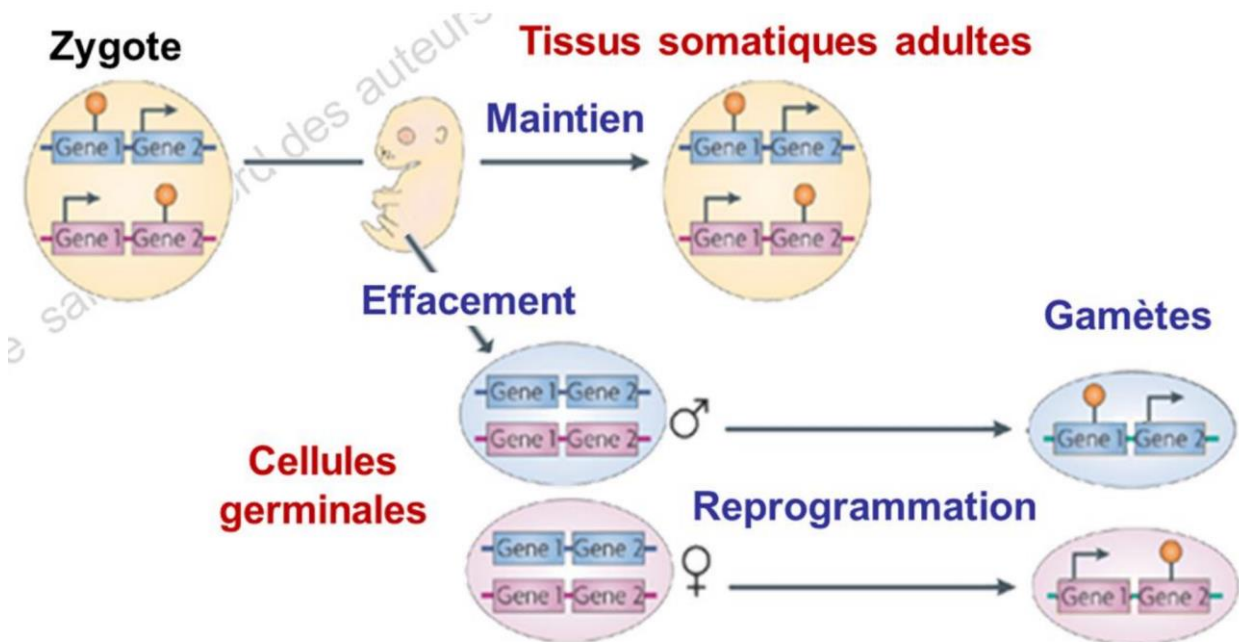 Zygote
Tissus somatiques adultes
Gene 1 Gene 2
Gene 1 Gene 2
Maintien
Gene 1 Gene 2
Gene 1 Gene 2
des auteurs
Effacement
Gamètes
Gene 1 Gene 2
Gene 1 Gene 2
♂
Gene 1 Gene 2
Cellules
germinales
Reprogrammation
Gene 1 Gene 2
Gene 1 Gene 2
♀
Gene 1 Gene 2